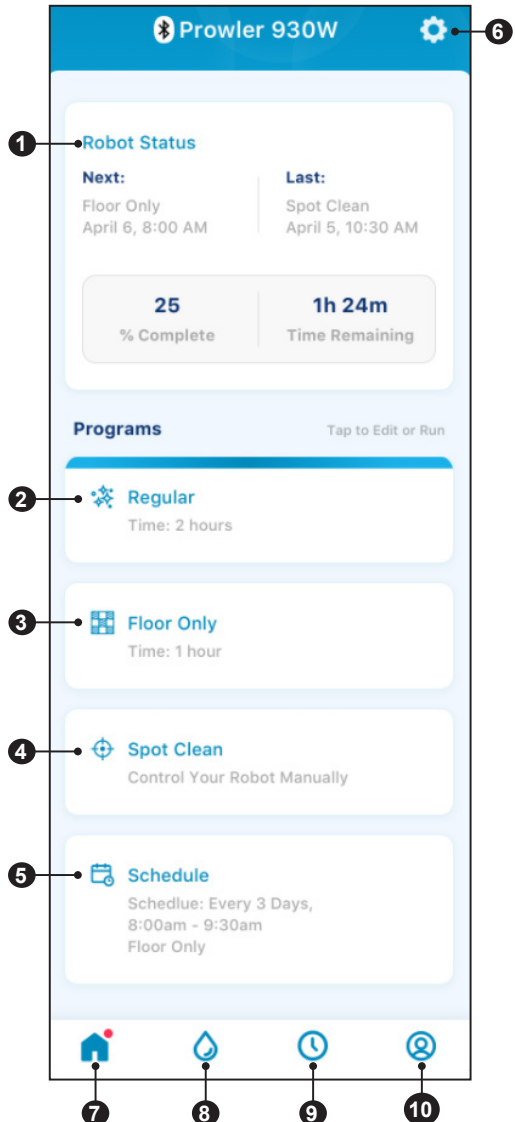 Prowler 930W
6
1
Robot Status
Next:
Last:
Floor Only
Spot Clean
April 6, 8:00 AM
April 5, 10:30 AM
25
1h 24m
% Complete
Time Remaining
Programs
Tap to Edit or Run
2
Regular
Time: 2 hours
3
Floor Only
Time: 1 hour
4
Spot Clean
Control Your Robot Manually
5
Schedule
Schedlue: Every 3 Days,
8:00am - 9:30am
Floor Only
7
8
9
10